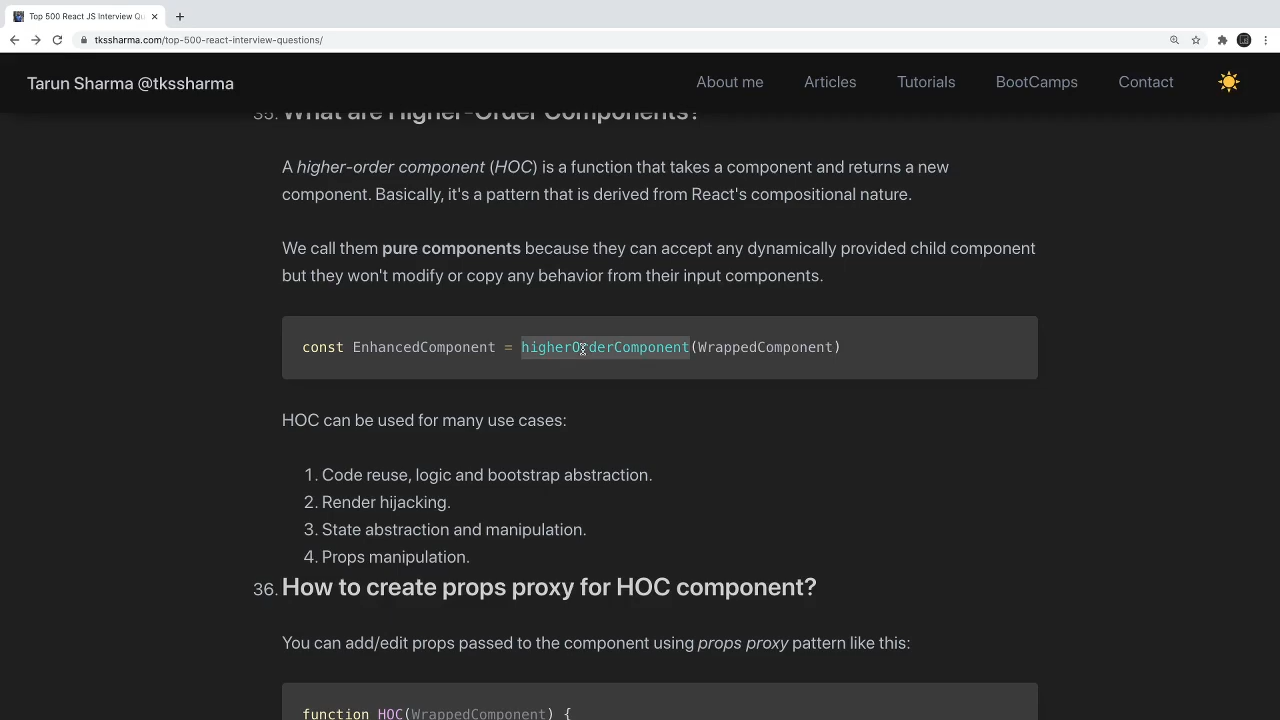 Top 500 React JS Interview Qu
tkssharma.com/top-500-react-interview-questions/
Tarun Sharma @tkssharma
About me
Articles
Tutorials
BootCamps
Contact
35. What are Higher-Order Components?
A higher-order component (HOC) is a function that takes a component and returns a new
component. Basically, it's a pattern that is derived from React's compositional nature.
We call them pure components because they can accept any dynamically provided child component
but they won't modify or copy any behavior from their input components.
const EnhancedComponent = higherOrderComponent(WrappedComponent)
HOC can be used for many use cases:
1. Code reuse, logic and bootstrap abstraction.
2. Render hijacking.
3. State abstraction and manipulation.
4. Props manipulation.
36. How to create props proxy for HOC component?
You can add/edit props passed to the component using props proxy pattern like this:
function HOC(WrappedComponent) {